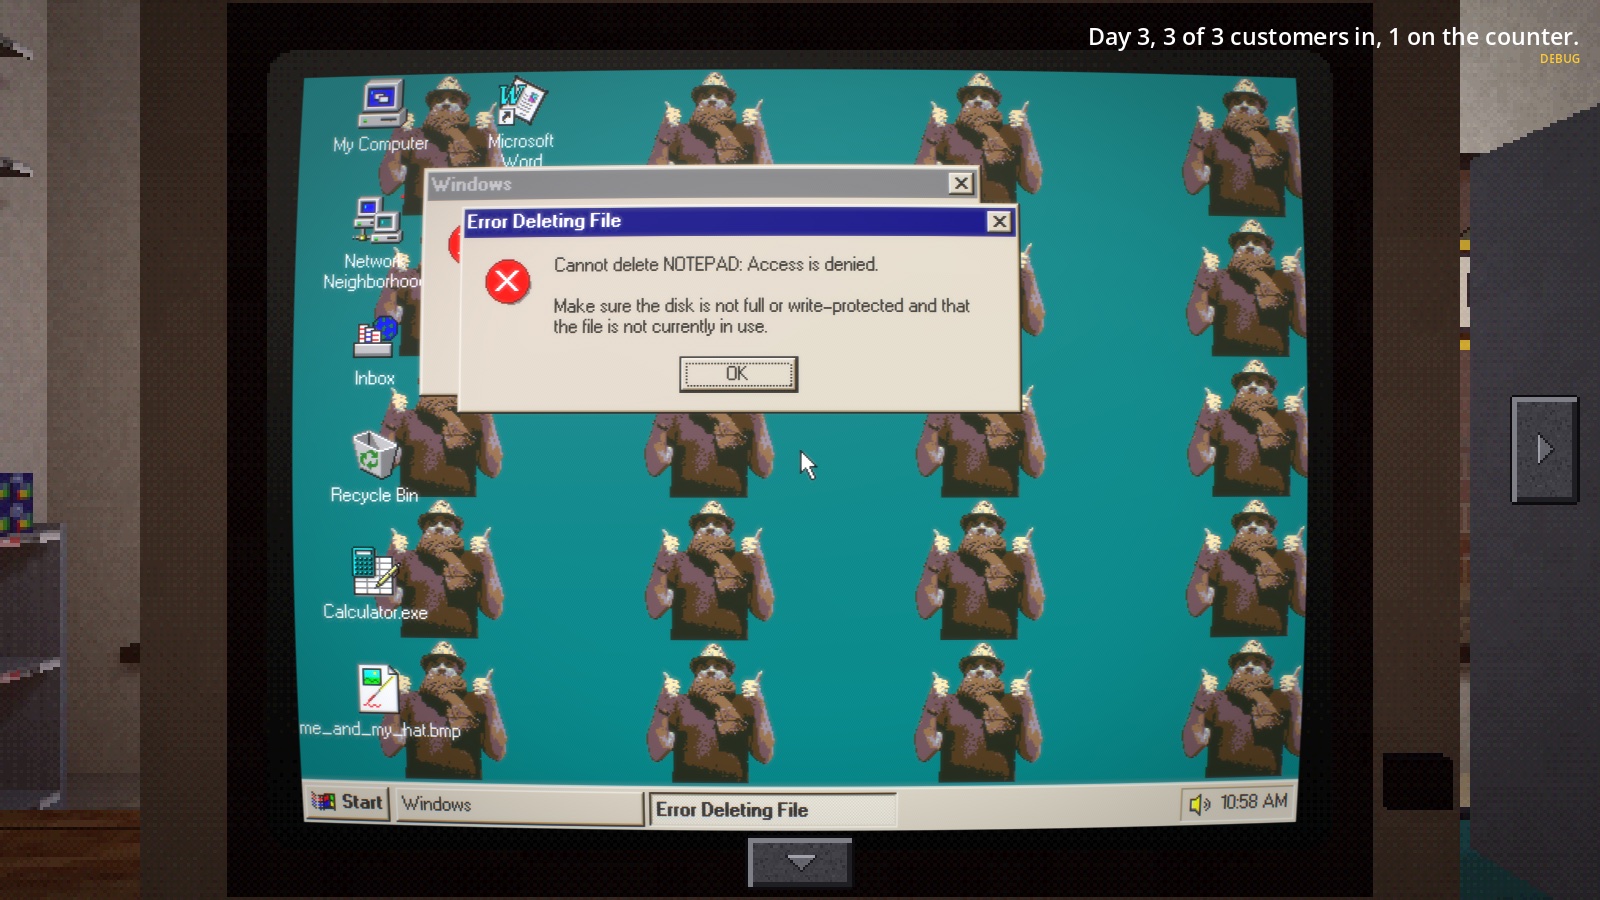 Day 3, 3 of 3 customers in, 1 on the counter.
DEBUG
My Computer
Microsoft
Word
Windows
Error Deleting File
Cannot delete NOTEPAD: Access is denied.
Make sure the disk is not full or write-protected and that
the file is not currently in use.
OK
Network
Neighborhood
Inbox
Recycle Bin
Calculator.exe
me_and_my_hat.bmp
Start
Windows
Error Deleting File
10:58 AM